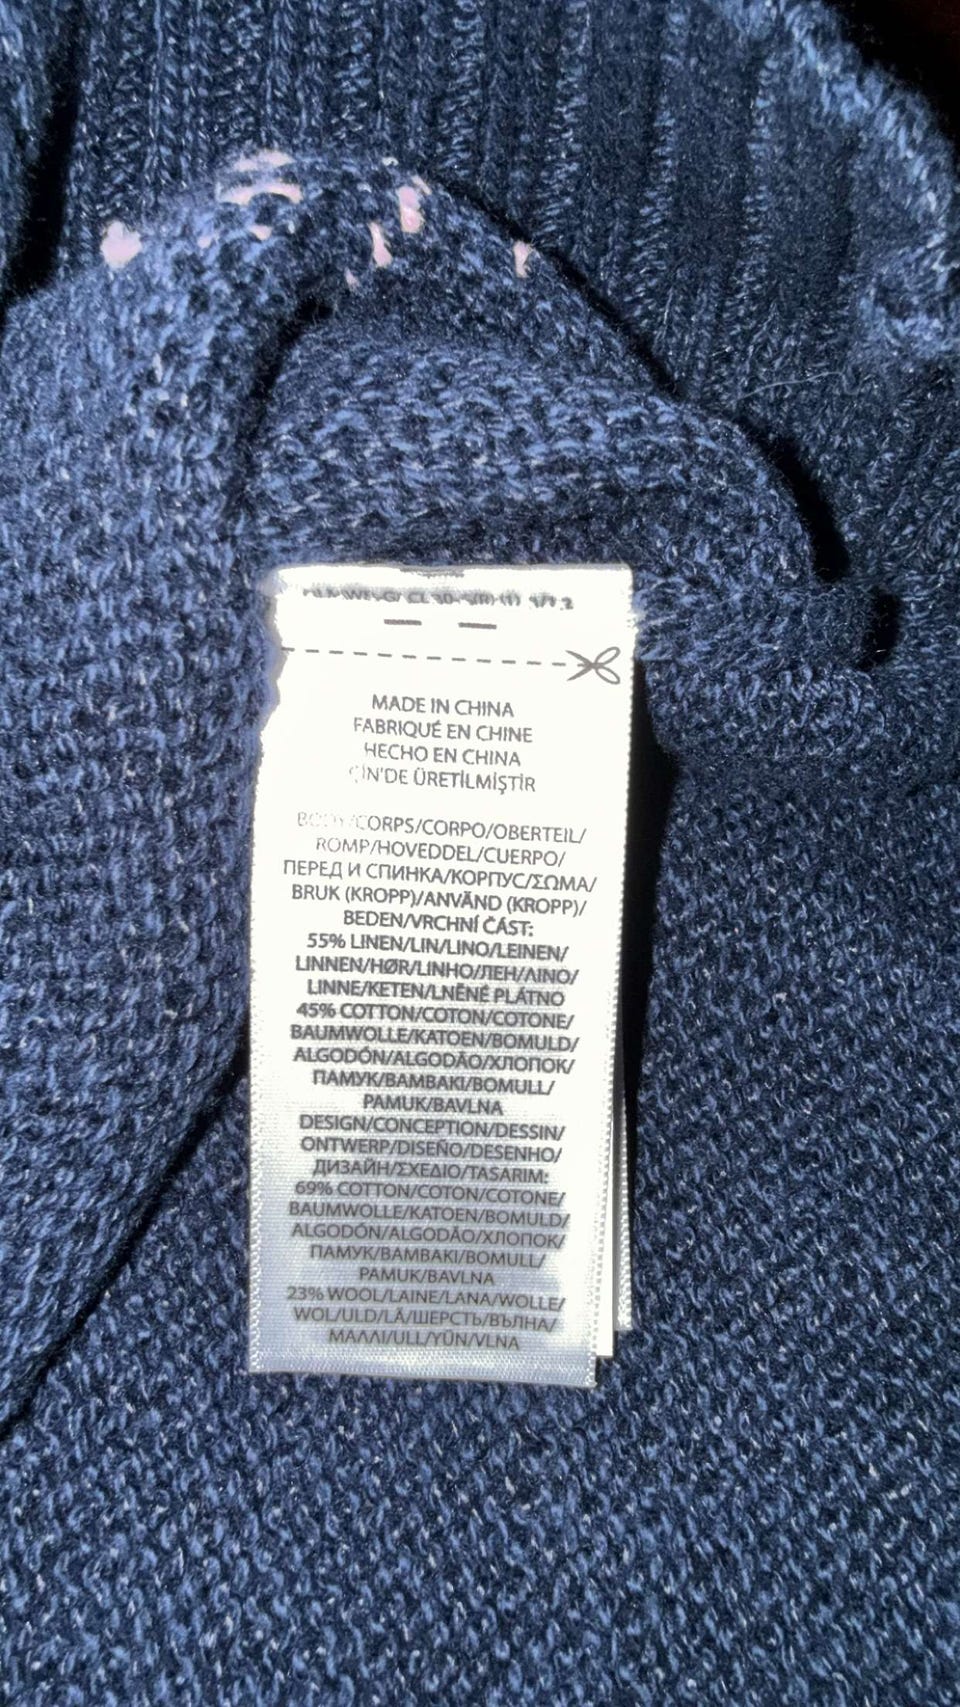 MADE IN CHINA
FABRIQUÉ EN CHINE
HECHO EN CHINA
ÇİN'DE ÜRETİLMİŞTİR
BODY/CORPS/CORPO/OBERTEIL/
ROMP/HOVEDDEL/CUERPO/
ПЕРЕД И СПИНКА/КОРПУС/ΣΩΜΑ/
BRUK (KROPP)/ANVÄND (KROPP)/
BEDEN/VRCHNÍ ČÁST:
55% LINEN/LIN/LINO/LEINEN/
LINNEN/HØR/LINHO/ЛЕН/ΛΙΝΟ/
LINNE/KETEN/LNĚNÉ PLÁTNO
45% COTTON/COTON/COTONE/
BAUMWOLLE/KATOEN/BOMULD/
ALGODÓN/ALGODÃO/ХЛОПОК/
ПАМУК/ΒΑΜΒΑΚΙ/BOMULL/
PAMUK/BAVLNA
DESIGN/CONCEPTION/DESSIN/
ONTWERP/DISEÑO/DESENHO/
ДИЗАЙН/ΣΧΕΔΙΟ/TASARIM:
69% COTTON/COTON/COTONE/
BAUMWOLLE/KATOEN/BOMULD/
ALGODÓN/ALGODÃO/ХЛОПОК/
ПАМУК/ΒΑΜΒΑΚΙ/BOMULL/
PAMUK/BAVLNA
23% WOOL/LAINE/LANA/WOLLE/
WOL/ULD/LÃ/ШЕРСТЬ/ВЪЛНА/
ΜΑΛΛΙ/ULL/YÜN/VLNA